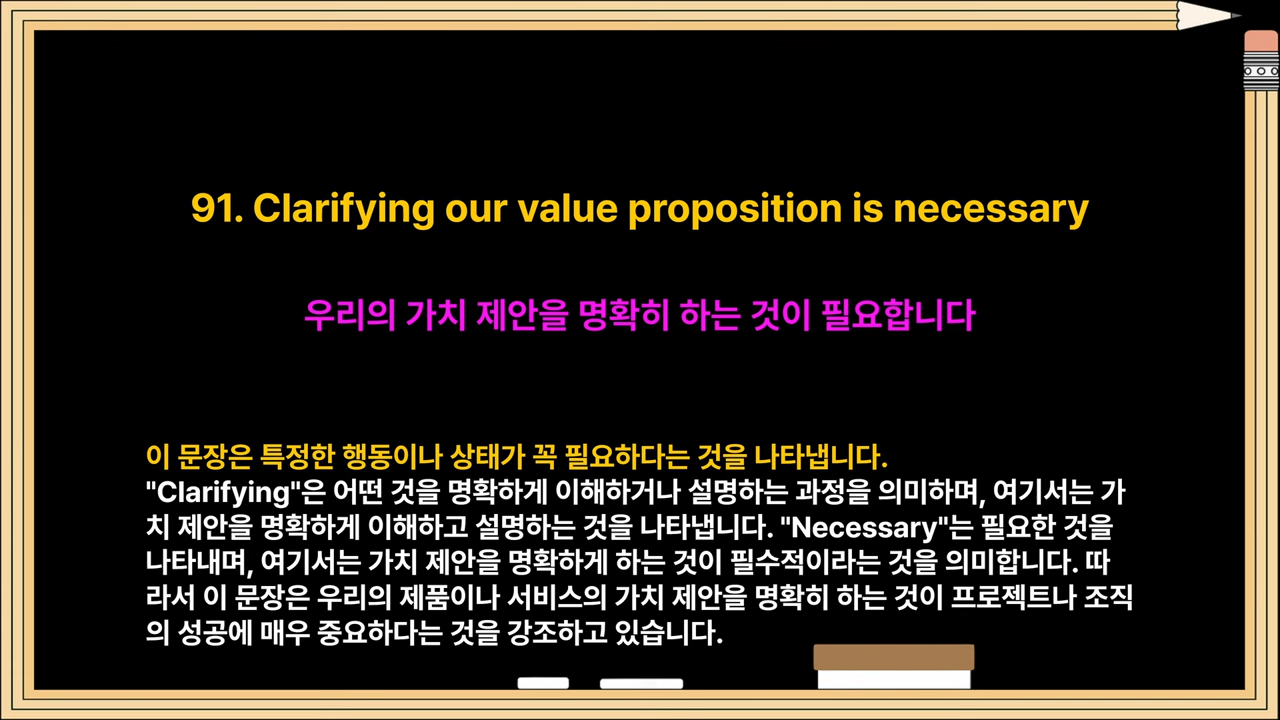 91. Clarifying our value proposition is necessary
우리의 가치 제안을 명확히 하는 것이 필요합니다
이 문장은 특정한 행동이나 상태가 꼭 필요하다는 것을 나타냅니다.
"Clarifying"은 어떤 것을 명확하게 이해하거나 설명하는 과정을 의미하며, 여기서는 가
치 제안을 명확하게 이해하고 설명하는 것을 나타냅니다. "Necessary"는 필요한 것을
나타내며, 여기서는 가치 제안을 명확하게 하는 것이 필수적이라는 것을 의미합니다. 따
라서 이 문장은 우리의 제품이나 서비스의 가치 제안을 명확히 하는 것이 프로젝트나 조직
의 성공에 매우 중요하다는 것을 강조하고 있습니다.